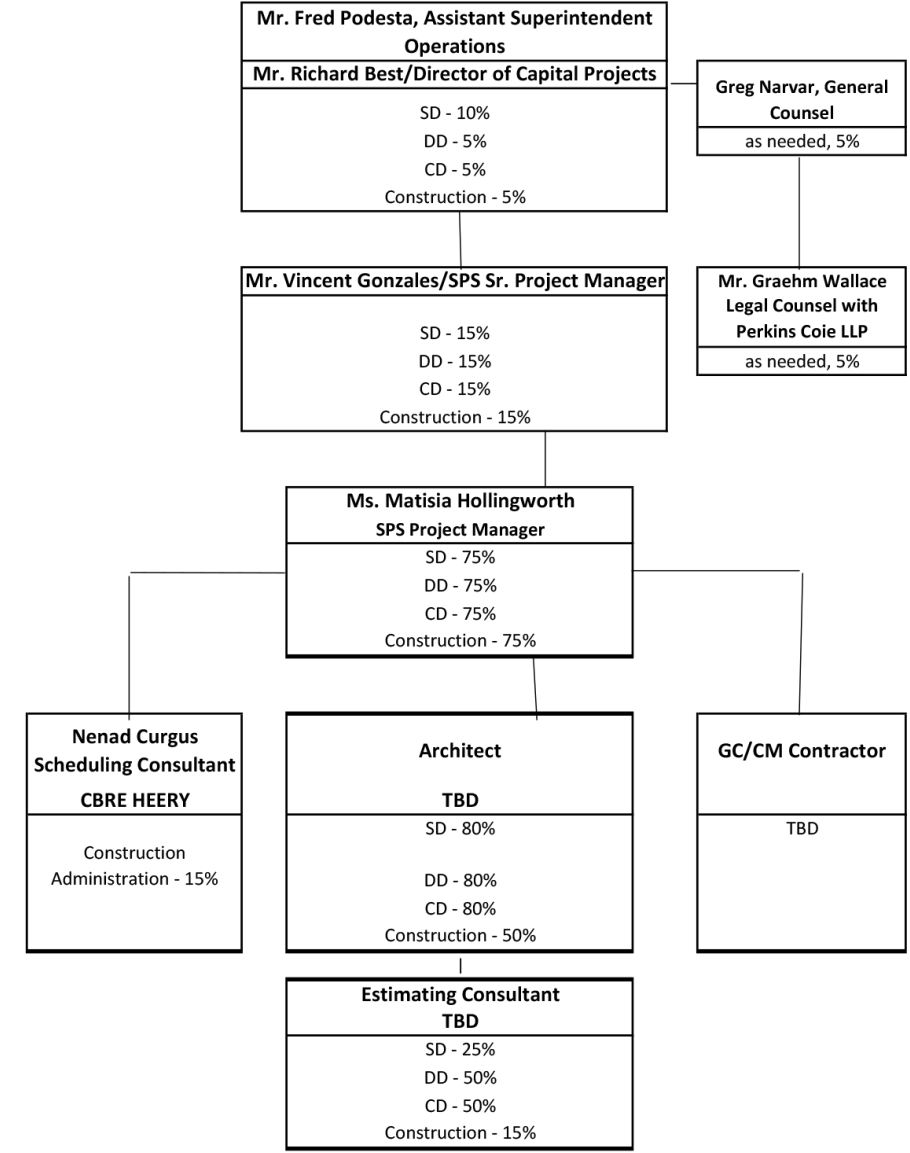 Mr. Fred Podesta, Assistant Superintendent
Operations
Mr. Richard Best/Director of Capital Projects
SD - 10%
DD - 5%
CD - 5%
Construction - 5%
Greg Narvar, General
Counsel
as needed, 5%
Mr. Vincent Gonzales/SPS Sr. Project Manager
SD - 15%
DD - 15%
CD - 15%
Construction - 15%
Mr. Graehm Wallace
Legal Counsel with
Perkins Coie LLP
as needed, 5%
Ms. Matisia Hollingworth
SPS Project Manager
SD - 75%
DD - 75%
CD - 75%
Construction - 75%
Nenad Curgus
Scheduling Consultant
CBRE HEERY
Construction
Administration - 15%
Architect
TBD
SD - 80%
DD - 80%
CD - 80%
Construction - 50%
GC/CM Contractor
TBD
Estimating Consultant
TBD
SD - 25%
DD - 50%
CD - 50%
Construction - 15%